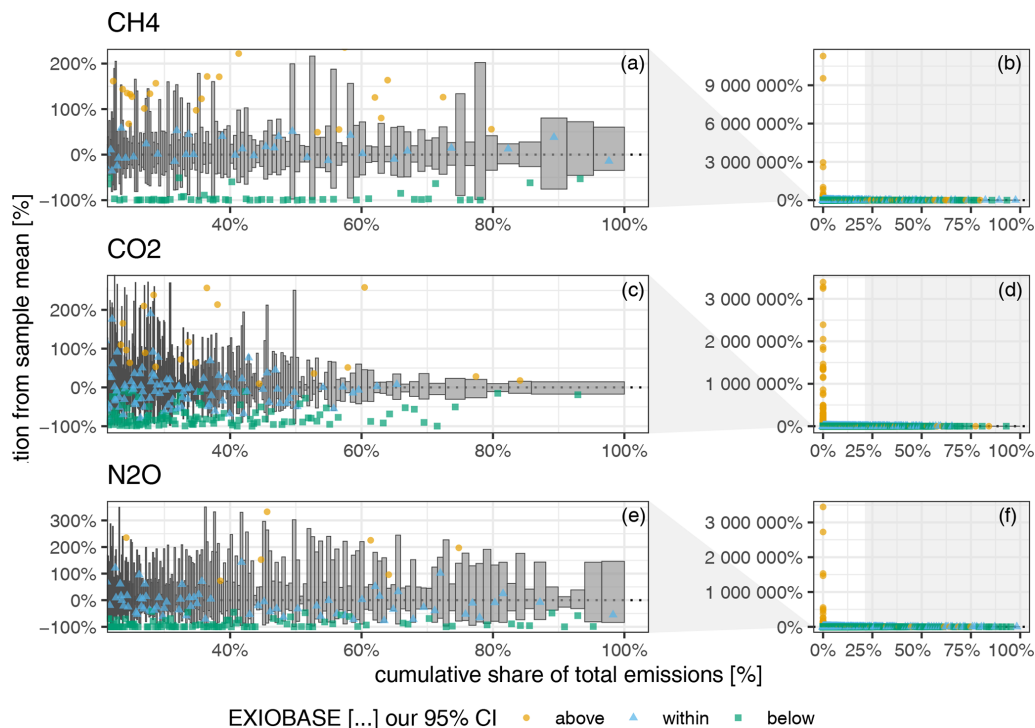 CH4
(a)
(b)
200%
100%
0%
−100%
40%
60%
80%
100%
9 000 000%
6 000 000%
3 000 000%
0%
0%
25%
50%
75%
100%
CO2
(c)
(d)
200%
100%
0%
−100%
40%
60%
80%
100%
3 000 000%
2 000 000%
1 000 000%
0%
0%
25%
50%
75%
100%
N2O
(e)
(f)
300%
200%
100%
0%
−100%
40%
60%
80%
100%
3 000 000%
2 000 000%
1 000 000%
0%
0%
25%
50%
75%
100%
tion from sample mean [%]
cumulative share of total emissions [%]
EXIOBASE [...] our 95% CI above within below